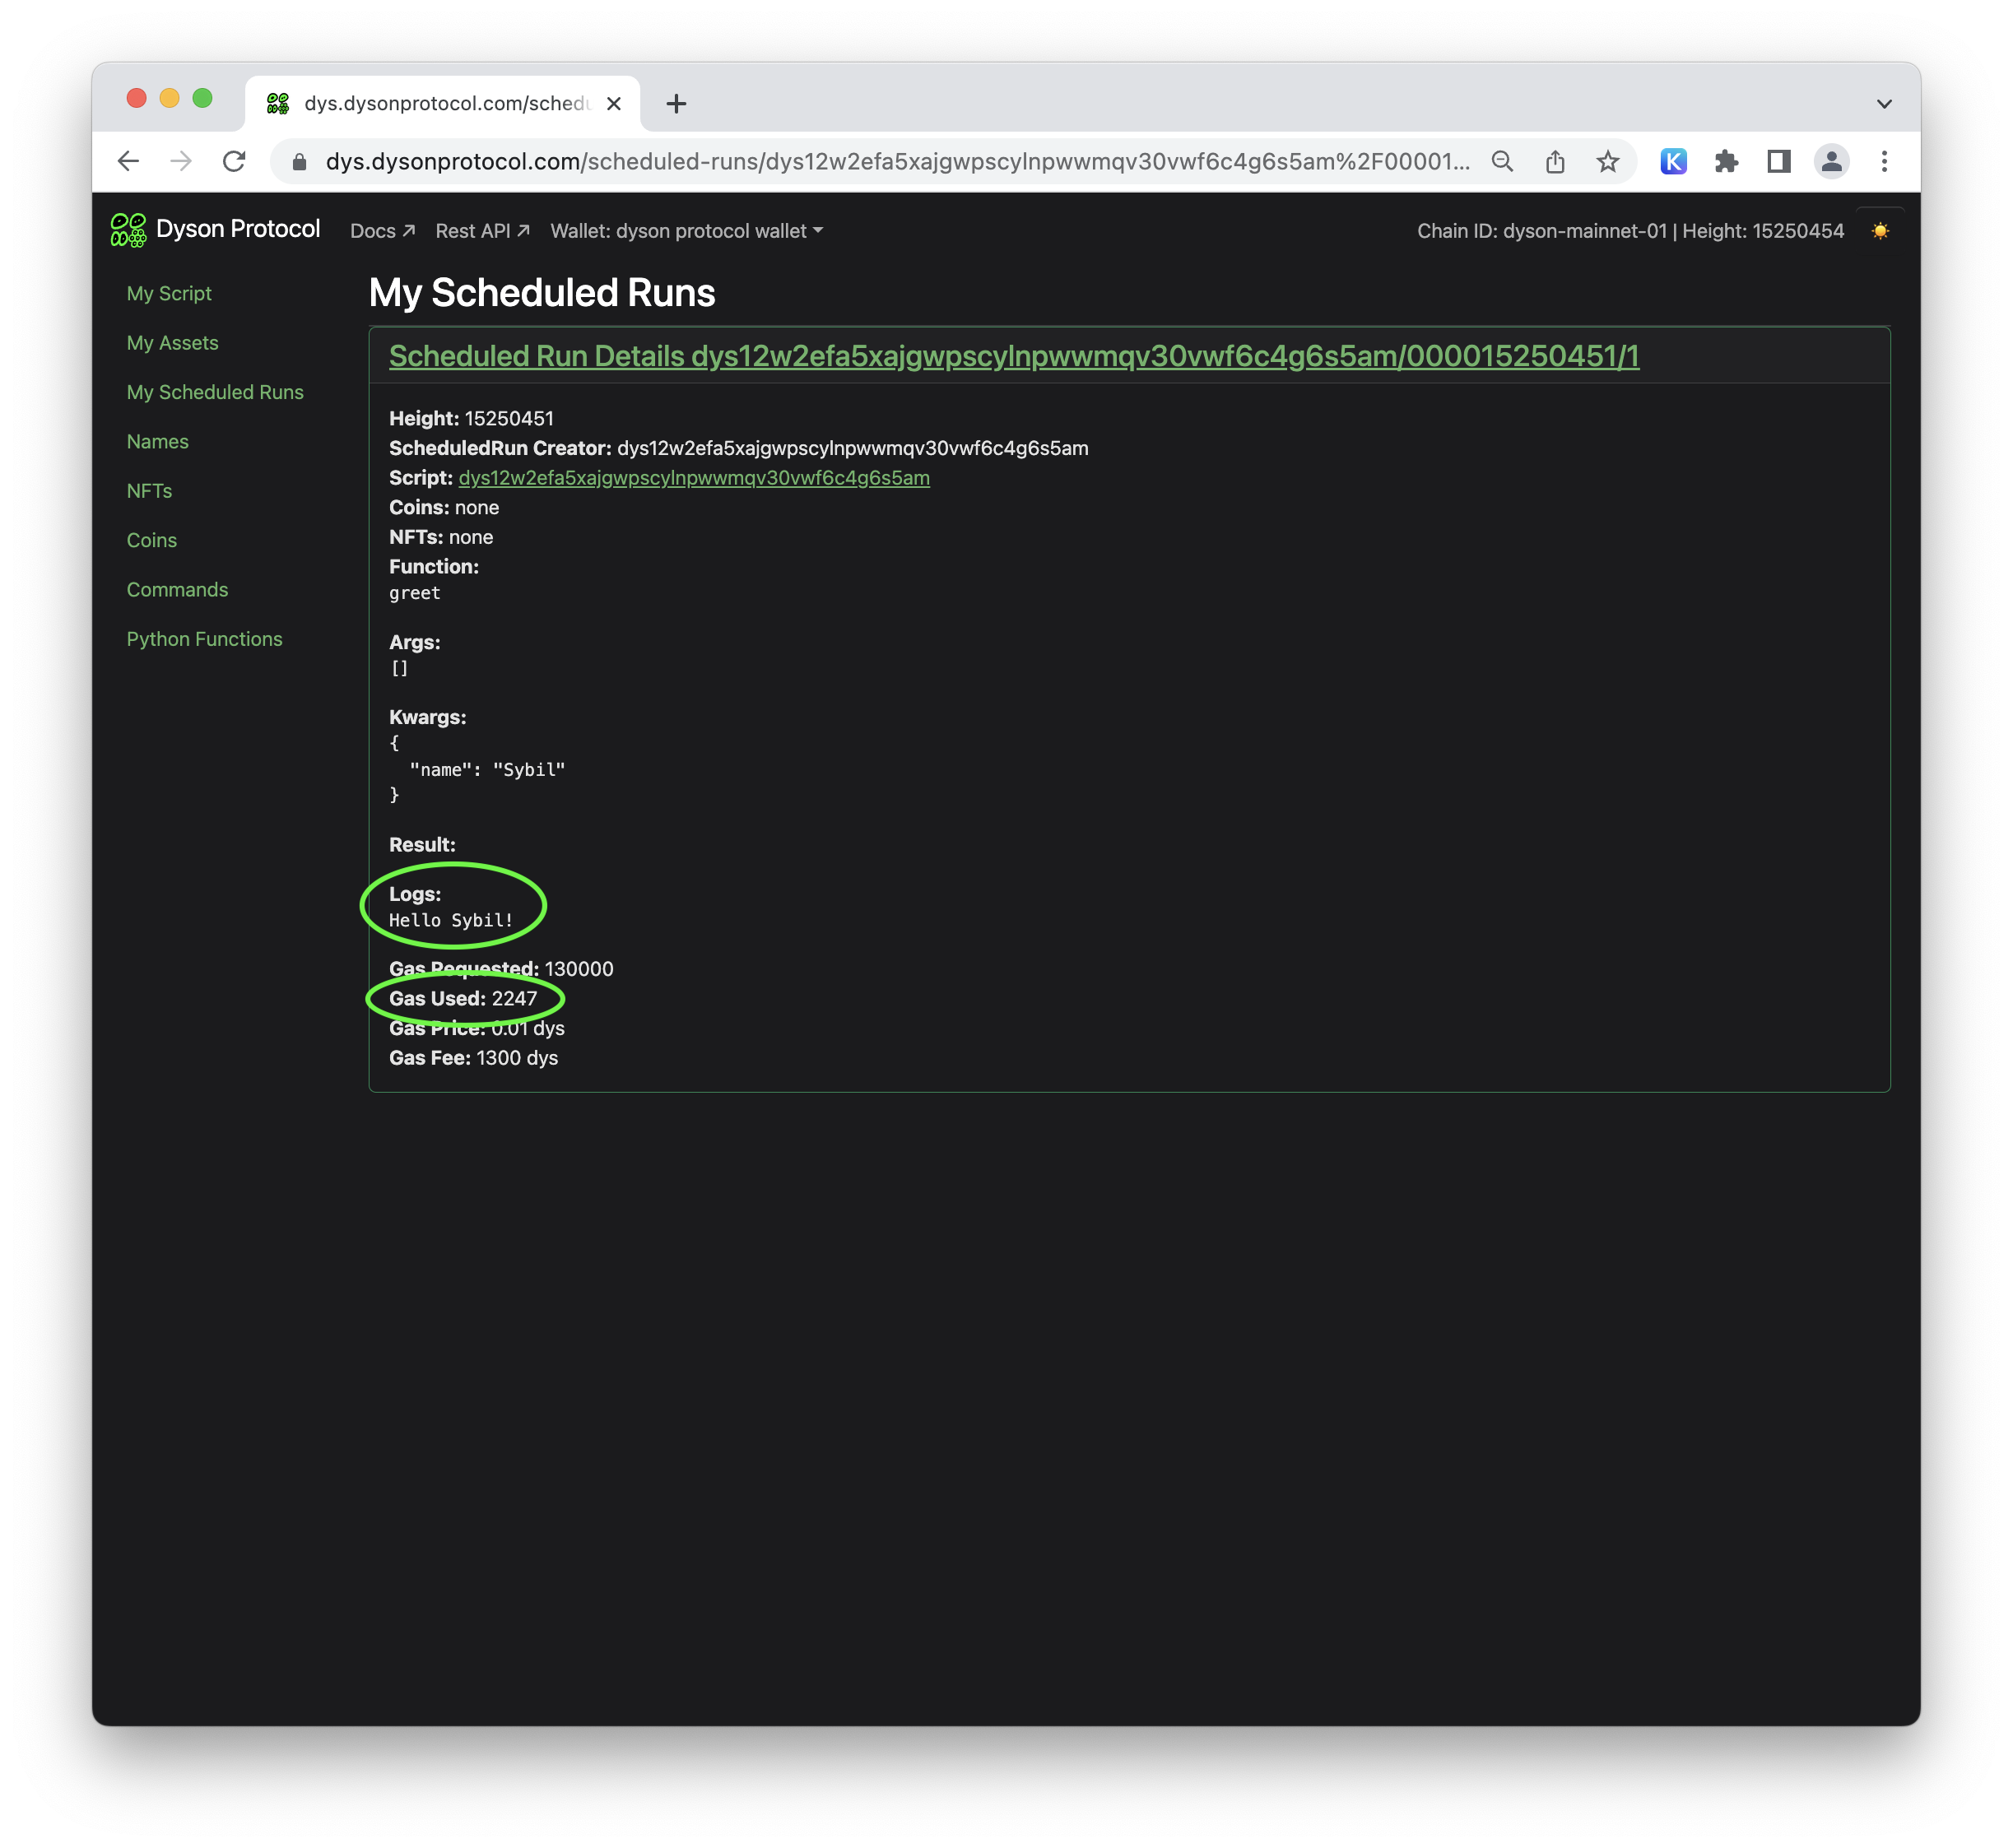 dys.dysonprotocol.com/schedu
dys.dysonprotocol.com/scheduled-runs/dys12w2efa5xajgwpscylnpwwmqv30vwf6c4g6s5am%2F00001...
K
Dyson Protocol
Docs ↗ Rest API ↗ Wallet: dyson protocol wallet
Chain ID: dyson-mainnet-01 | Height: 15250454
My Script
My Assets
My Scheduled Runs
Names
NFTs
Coins
Commands
Python Functions
My Scheduled Runs
Scheduled Run Details dys12w2efa5xajgwpscylnpwwmqv30vwf6c4g6s5am/000015250451/1
Height: 15250451
ScheduledRun Creator: dys12w2efa5xajgwpscylnpwwmqv30vwf6c4g6s5am
Script: dys12w2efa5xajgwpscylnpwwmqv30vwf6c4g6s5am
Coins: none
NFTs: none
Function:
greet
Args:
[]
Kwargs:
{
"name": "Sybil"
}
Result:
Logs:
Hello Sybil!
Gas Requested: 130000
Gas Used: 2247
Gas Price: 0.01 dys
Gas Fee: 1300 dys